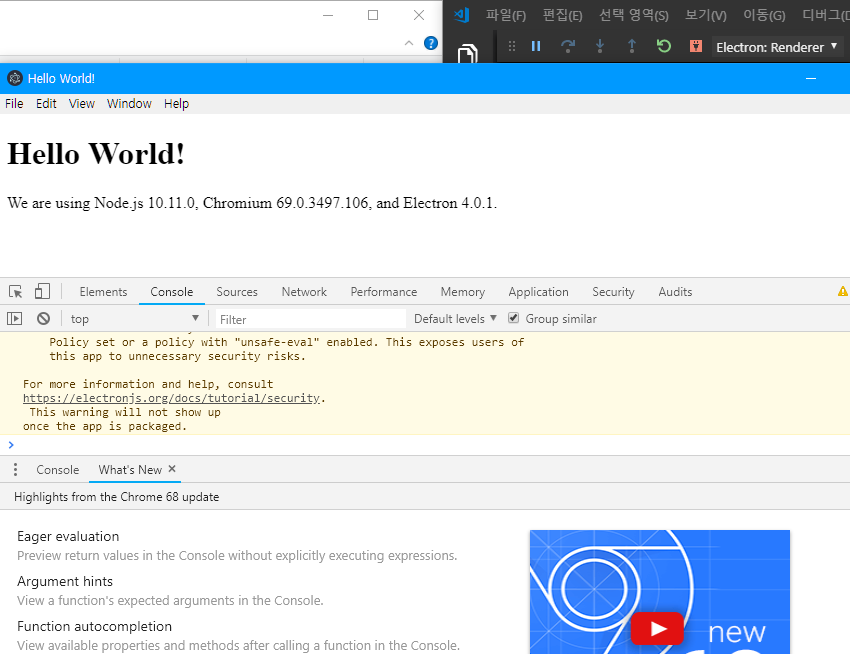 파일(F) 편집(E) 선택 영역(S) 보기(V) 이동(G) 디버그(D
?
Electron: Renderer
Hello World!
File Edit View Window Help
Hello World!
We are using Node.js 10.11.0, Chromium 69.0.3497.106, and Electron 4.0.1.
Elements Console Sources Network Performance Memory Application Security Audits
top Filter Default levels Group similar
Policy set or a policy with "unsafe-eval" enabled. This exposes users of
this app to unnecessary security risks.
For more information and help, consult
https://electronjs.org/docs/tutorial/security.
This warning will not show up
once the app is packaged.
Console What's New
Highlights from the Chrome 68 update
Eager evaluation
Preview return values in the Console without explicitly executing expressions.
Argument hints
View a function's expected arguments in the Console.
Function autocompletion
View available properties and methods after calling a function in the Console.
new